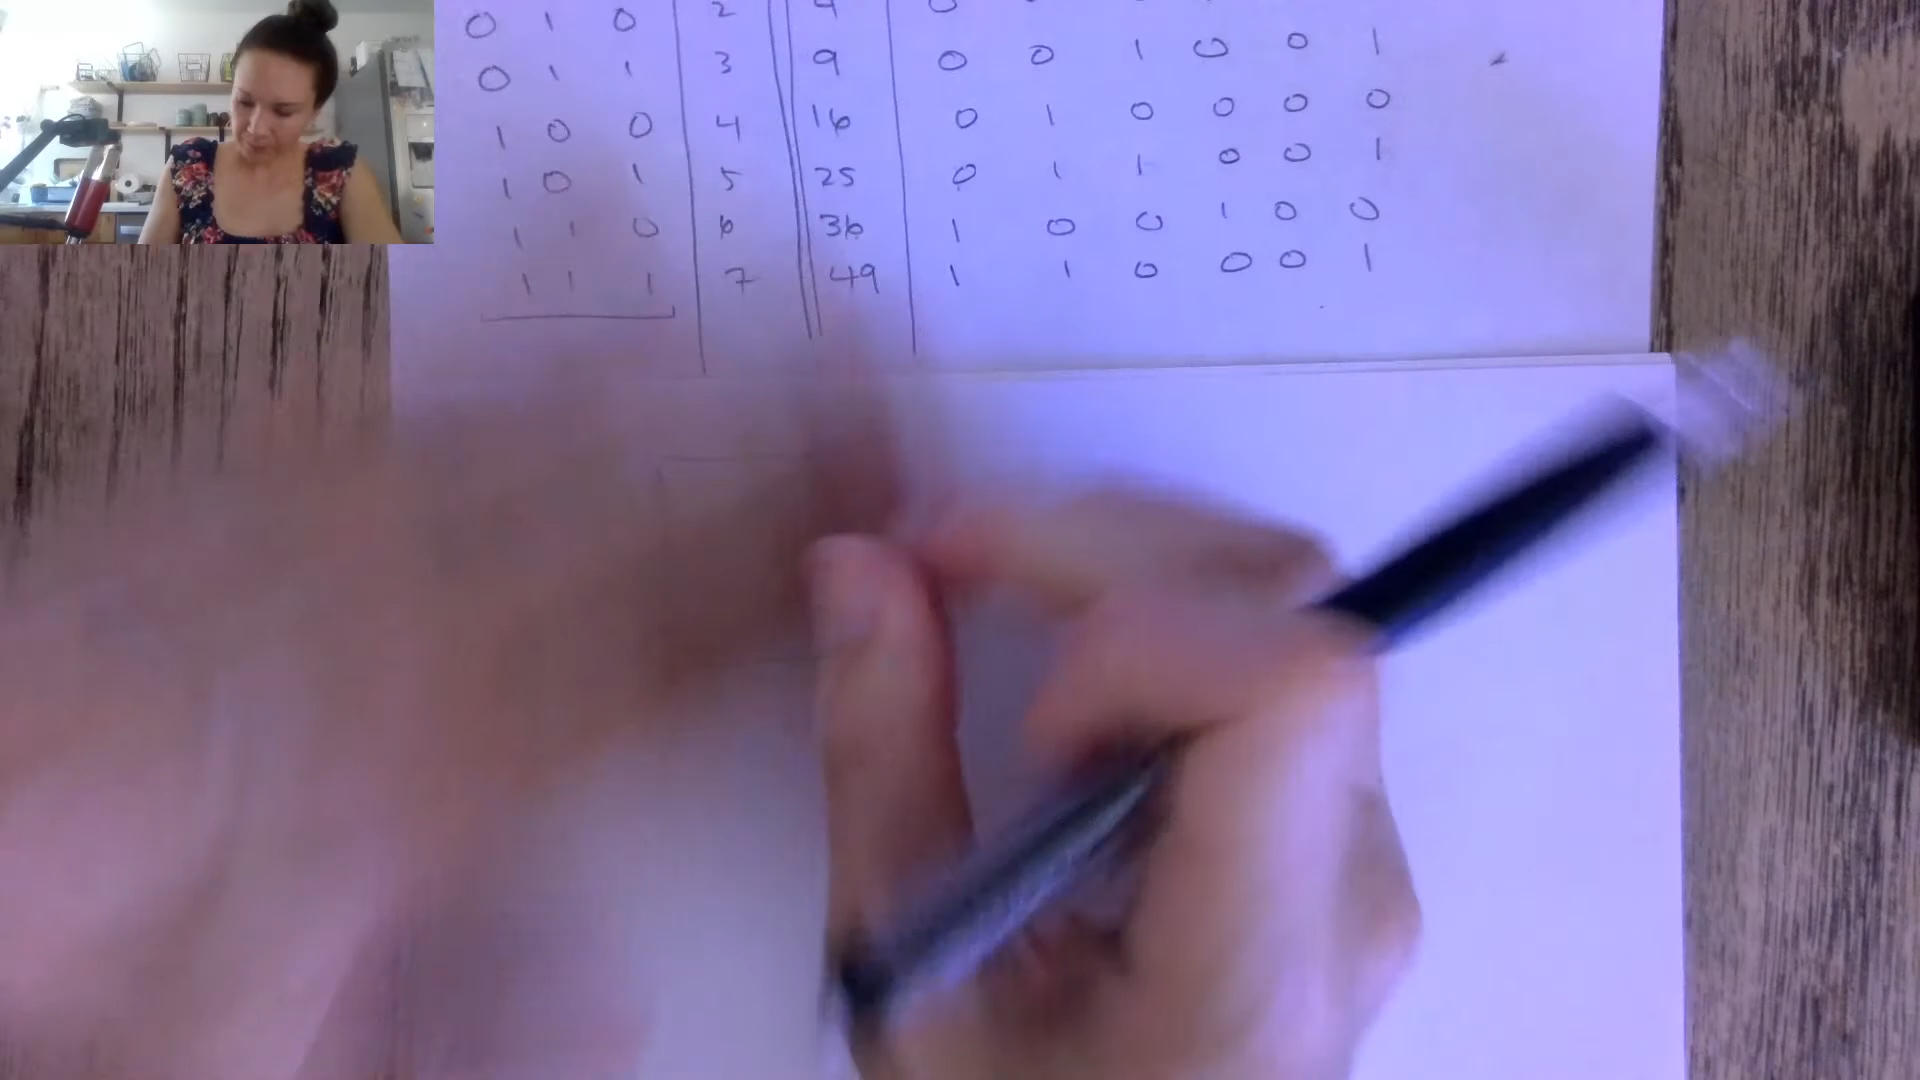 0 1 0 2 4 0
0 1 1 3 9 0 0 1 0 0 1
1 0 0 4 16 0 1 0 0 0 0
1 0 1 5 25 0 1 1 0 0 1
1 1 0 6 36 1 0 0 1 0 0
1 1 1 7 49 1 1 0 0 0 1